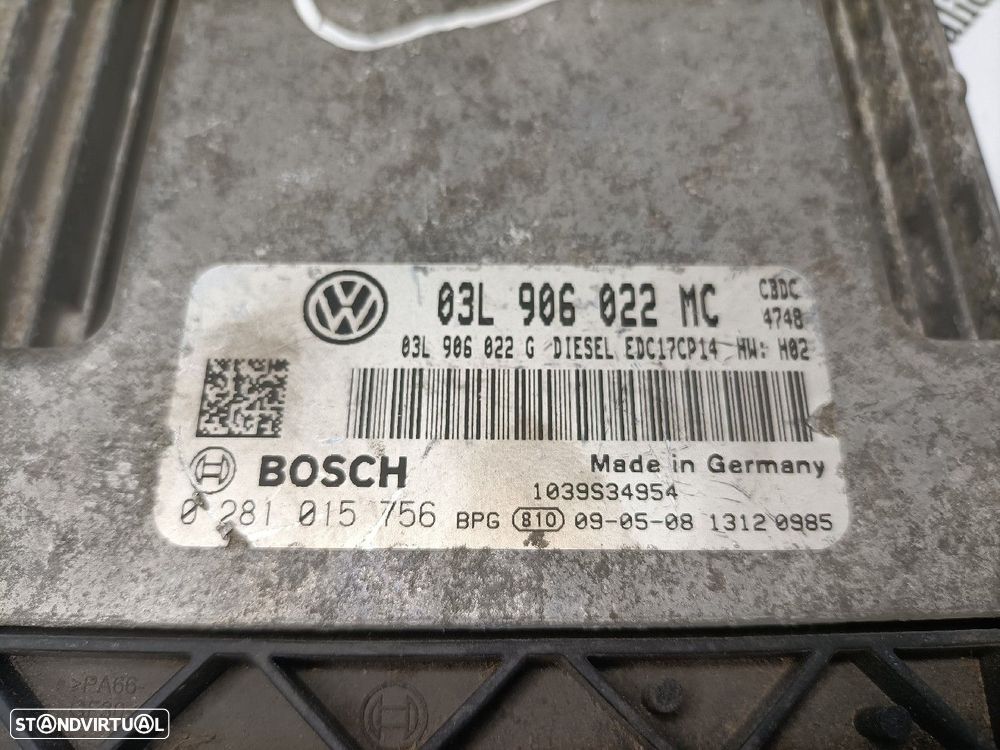 03L 906 022 MC
CBDC
4748
03L 906 022 G DIESEL EDC17CP14 HW: H02
BOSCH
Made in Germany
1039S34954
0 281 015 756 BPG 810 09-05-08 1312 0985
>PA66-
STANDVIRTUAL